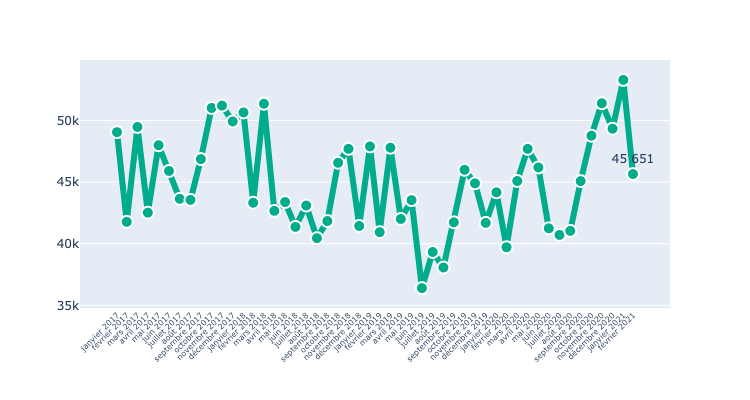 50k
45k
40k
35k
45 651
janvier 2017
février 2017
mars 2017
avril 2017
mai 2017
juin 2017
juillet 2017
août 2017
septembre 2017
octobre 2017
novembre 2017
décembre 2017
janvier 2018
février 2018
mars 2018
avril 2018
mai 2018
juin 2018
juillet 2018
août 2018
septembre 2018
octobre 2018
novembre 2018
décembre 2018
janvier 2019
février 2019
mars 2019
avril 2019
mai 2019
juin 2019
juillet 2019
août 2019
septembre 2019
octobre 2019
novembre 2019
décembre 2019
janvier 2020
février 2020
mars 2020
avril 2020
mai 2020
juin 2020
juillet 2020
août 2020
septembre 2020
octobre 2020
novembre 2020
décembre 2020
janvier 2021
février 2021